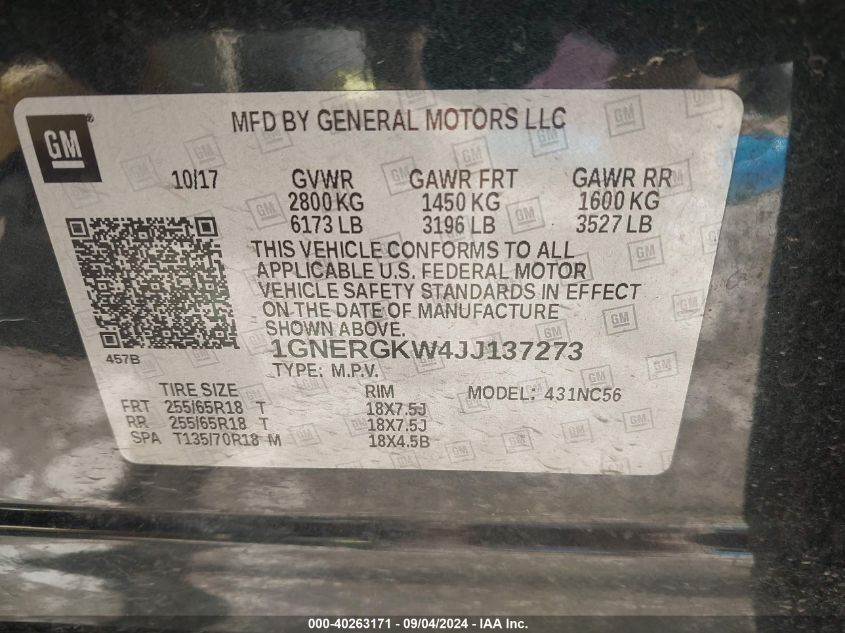 GM
MFD BY GENERAL MOTORS LLC
10/17 GVWR GAWR FRT GAWR RR
2800 KG 1450 KG 1600 KG
6173 LB 3196 LB 3527 LB
THIS VEHICLE CONFORMS TO ALL
APPLICABLE U.S. FEDERAL MOTOR
VEHICLE SAFETY STANDARDS IN EFFECT
ON THE DATE OF MANUFACTURE
SHOWN ABOVE.
457B
1GNERGKW4JJ137273
TYPE: M.P.V.
TIRE SIZE RIM MODEL: 431NC56
FRT 255/65R18 T 18X7.5J
RR 255/65R18 T 18X7.5J
SPA T135/70R18 M 18X4.5B
000-40263171 - 09/04/2024 - IAA Inc.